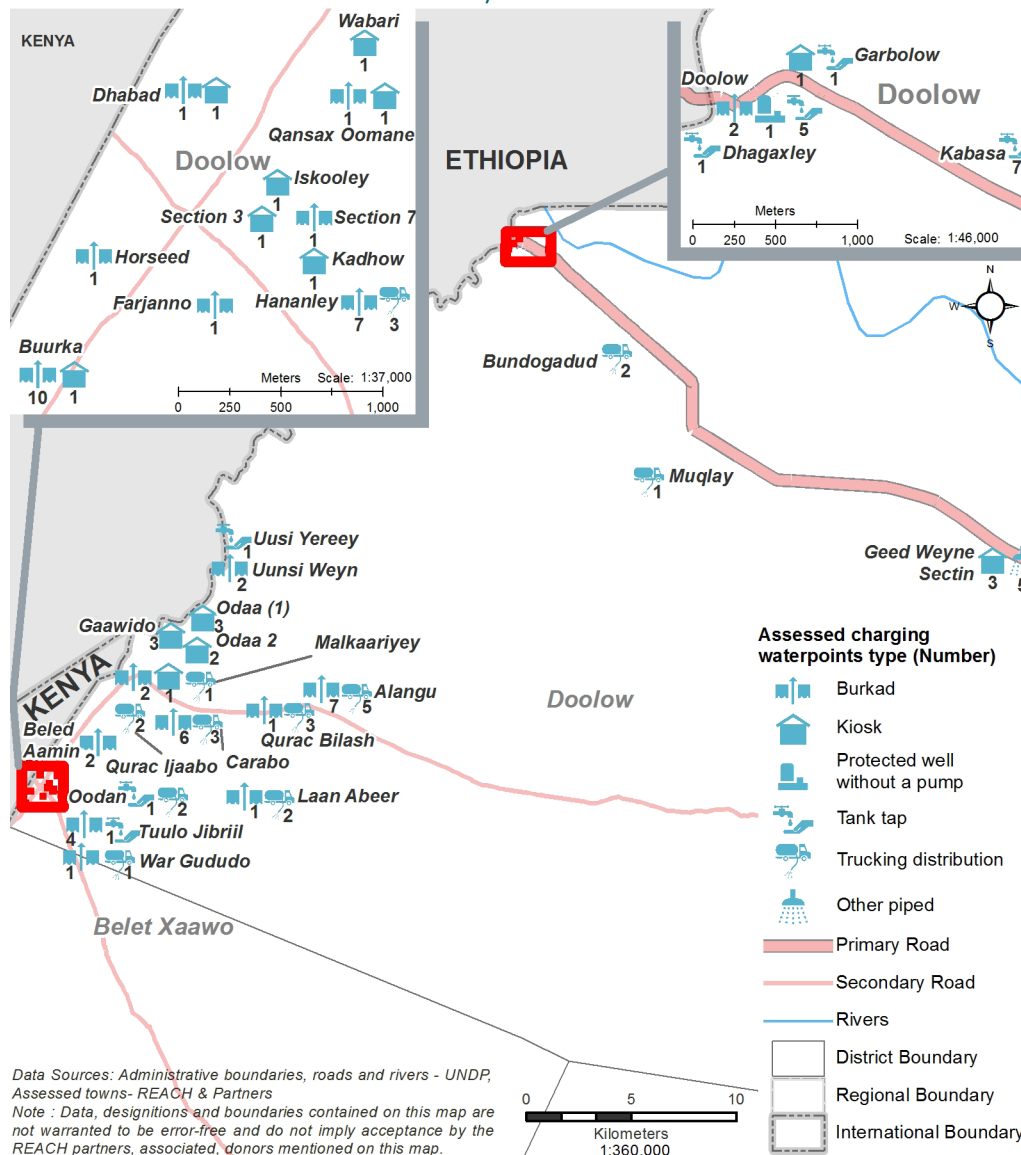 KENYA
Wabari
1
Dhabad
1
1
1
1
Qansax Oomane
Doolow
Iskooley
1
Section 3
1
Section 7
1
Horseed
1
Kadhow
1
Farjanno
1
Hananley
7
3
Buurka
10
1
Meters
Scale: 1:37,000
0
250
500
1,000
ETHIOPIA
Garbolow
1
1
Doolow
Doolow
2
1
5
1
Dhagaxley
Kabasa
7
Meters
0
250
500
1,000
Scale: 1:46,000
N
W
S
Bundogadud
2
Muqlay
1
Geed Weyne
Sectin
3
Uusi Yereey
1
Uunsi Weyn
2
Odaa (1)
3
Gaawido
3
Odaa 2
2
Malkaariyey
2
1
1
KENYA
Alangu
7
5
1
3
Qurac Bilash
2
6
3
Beled
Aamin
2
Qurac Ijaabo
Carabo
Doolow
Oodan
1
2
Laan Abeer
1
2
4
1
Tuulo Jibriil
1
1
War Gududo
Belet Xaawo
Assessed charging
waterpoints type (Number)
Burkad
Kiosk
Protected well
without a pump
Tank tap
Trucking distribution
Other piped
Primary Road
Secondary Road
Rivers
District Boundary
Regional Boundary
International Boundary
Data Sources: Administrative boundaries, roads and rivers - UNDP,
Assessed towns- REACH & Partners
Note : Data, designitions and boundaries contained on this map are
not warranted to be error-free and do not imply acceptance by the
REACH partners, associated, donors mentioned on this map.
0
5
10
Kilometers
1:360,000